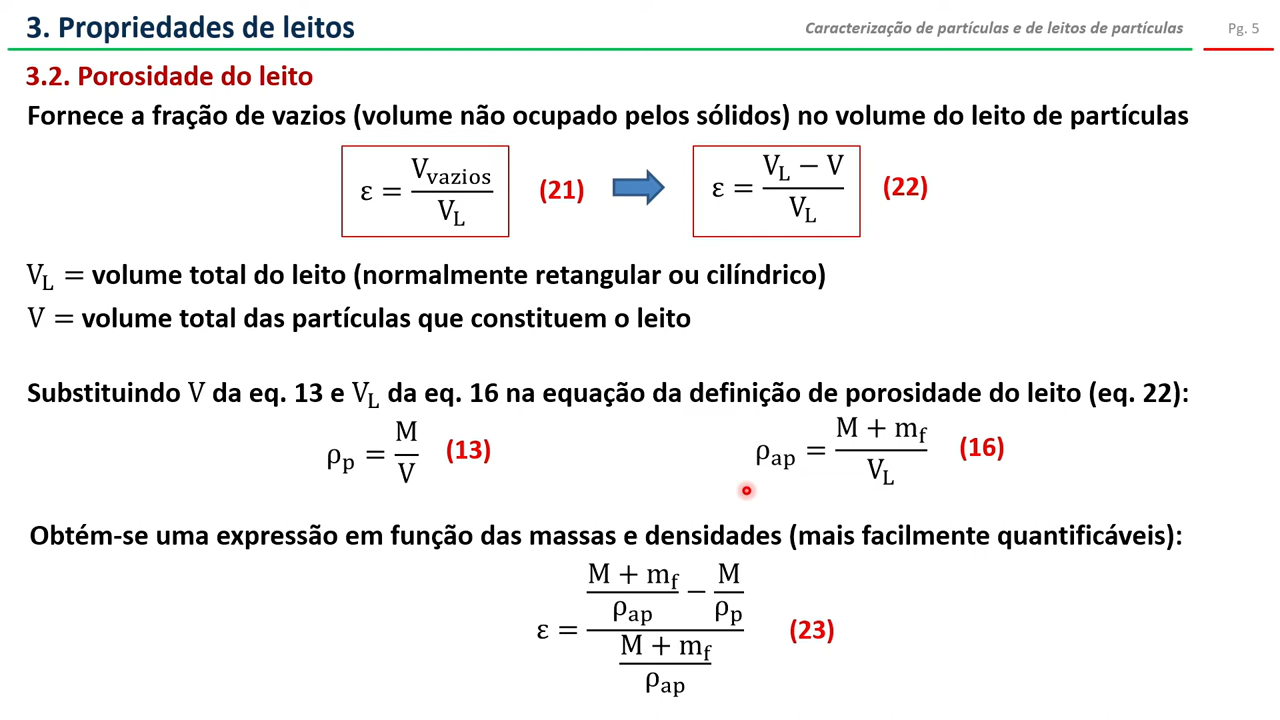 3. Propriedades de leitos
Caracterização de partículas e de leitos de partículas
Pg. 5
3.2. Porosidade do leito
Fornece a fração de vazios (volume não ocupado pelos sólidos) no volume do leito de partículas
ε = V_vazios / V_L (21)
ε = (V_L − V) / V_L (22)
V_L = volume total do leito (normalmente retangular ou cilíndrico)
V = volume total das partículas que constituem o leito
Substituindo V da eq. 13 e V_L da eq. 16 na equação da definição de porosidade do leito (eq. 22):
ρ_p = M / V (13)
ρ_ap = (M + m_f) / V_L (16)
Obtém-se uma expressão em função das massas e densidades (mais facilmente quantificáveis):
ε = ((M + m_f) / ρ_ap − M / ρ_p) / ((M + m_f) / ρ_ap) (23)